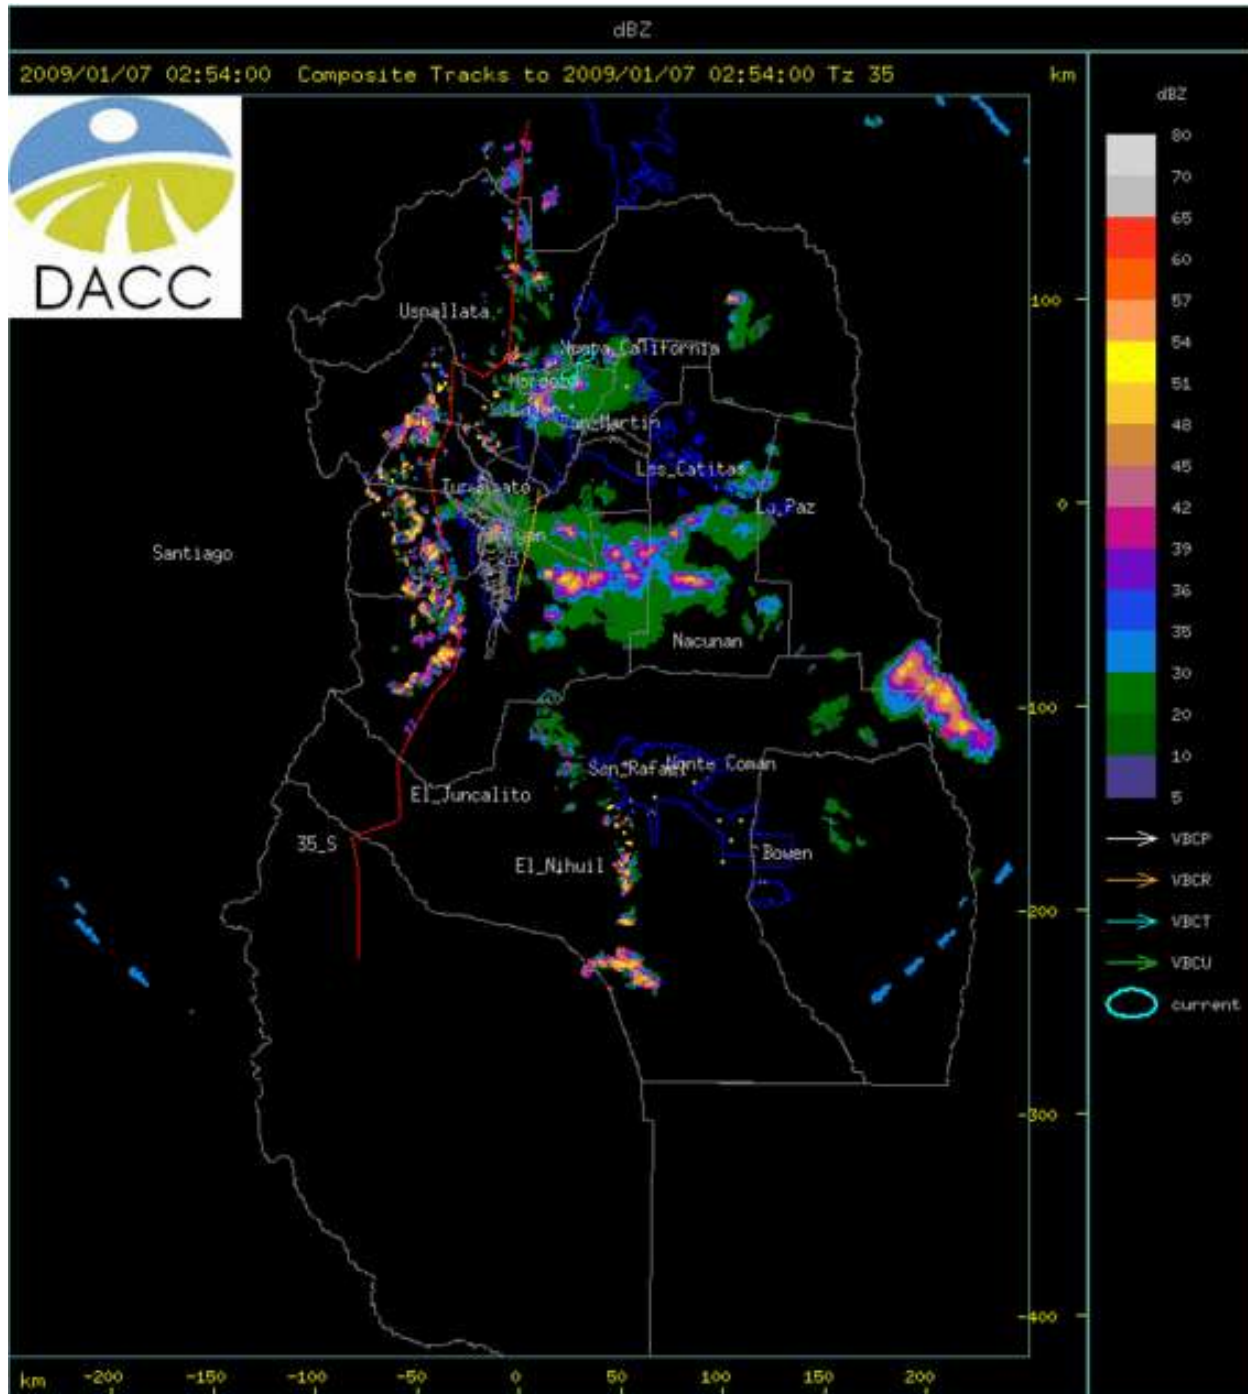 dBZ
2009/01/07 02:54:00 Composite Tracks to 2009/01/07 02:54:00 Tz 35 km
dBZ
DACC
80
70
65
60
57
54
51
48
45
42
39
36
35
30
20
10
5
VBCP
VBCR
VBCT
VBCU
current
Uspallata
100
California
San_Martin
Las_Catitas
0
La_Paz
Santiago
Nacunan
-100
San_Rafael
Monte Coman
El_Juncalito
35_S
El_Nihuil
Bowen
-200
-300
-400
km -200 -150 -100 -50 0 50 100 150 200